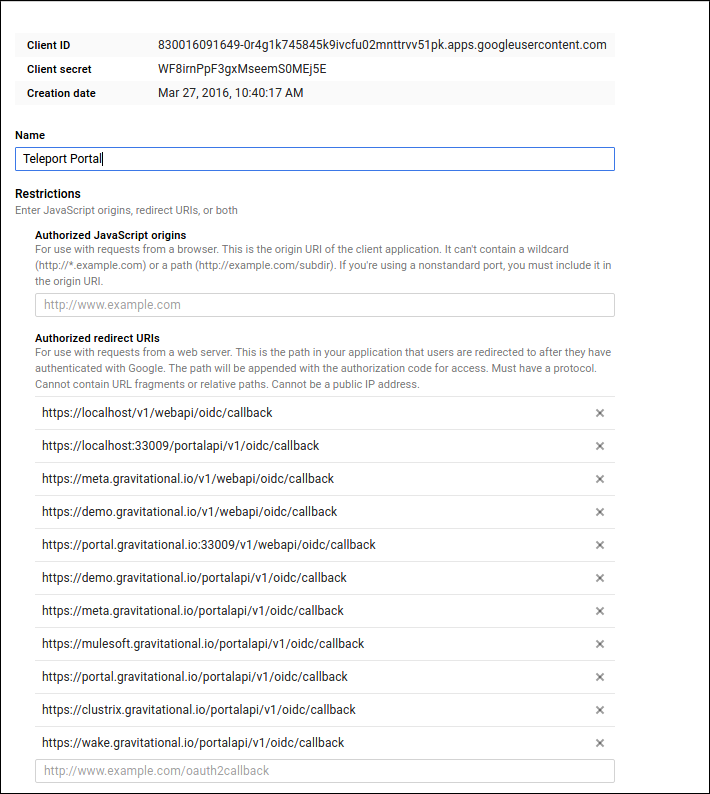 Client ID 830016091649-0r4g1k745845k9ivcfu02mnttrvv51pk.apps.googleusercontent.com
Client secret WF8irnPpF3gxMseemS0MEj5E
Creation date Mar 27, 2016, 10:40:17 AM
Name
Teleport Portal
Restrictions
Enter JavaScript origins, redirect URIs, or both
Authorized JavaScript origins
For use with requests from a browser. This is the origin URI of the client application. It can't contain a wildcard
(http://*.example.com) or a path (http://example.com/subdir). If you're using a nonstandard port, you must include it in
the origin URI.
http://www.example.com
Authorized redirect URIs
For use with requests from a web server. This is the path in your application that users are redirected to after they have
authenticated with Google. The path will be appended with the authorization code for access. Must have a protocol.
Cannot contain URL fragments or relative paths. Cannot be a public IP address.
https://localhost/v1/webapi/oidc/callback
https://localhost:33009/portalapi/v1/oidc/callback
https://meta.gravitational.io/v1/webapi/oidc/callback
https://demo.gravitational.io/v1/webapi/oidc/callback
https://portal.gravitational.io:33009/v1/webapi/oidc/callback
https://demo.gravitational.io/portalapi/v1/oidc/callback
https://meta.gravitational.io/portalapi/v1/oidc/callback
https://mulesoft.gravitational.io/portalapi/v1/oidc/callback
https://portal.gravitational.io/portalapi/v1/oidc/callback
https://clustrix.gravitational.io/portalapi/v1/oidc/callback
https://wake.gravitational.io/portalapi/v1/oidc/callback
http://www.example.com/oauth2callback